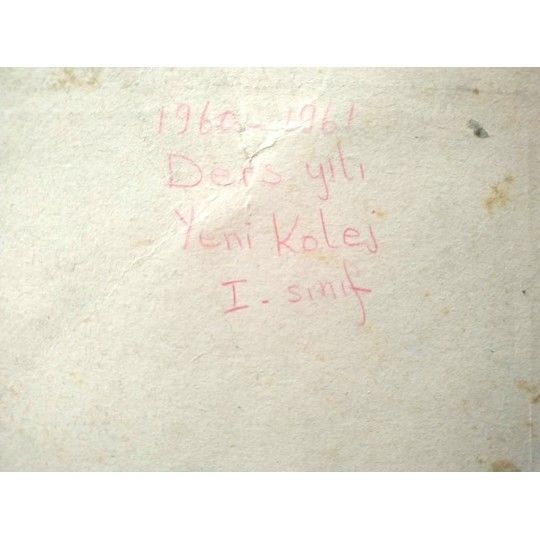 1960-1961
Ders yılı
Yeni Kolej
I. sınıf